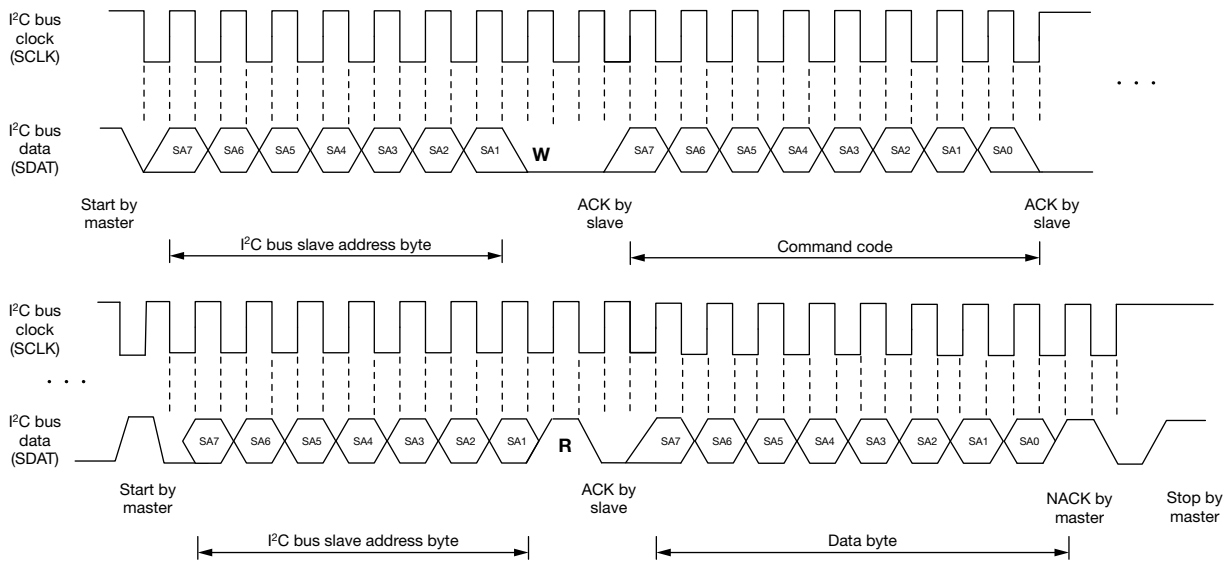 I²C bus
clock
(SCLK)
. . .
I²C bus
data
(SDAT)
SA7 SA6 SA5 SA4 SA3 SA2 SA1 W SA7 SA6 SA5 SA4 SA3 SA2 SA1 SA0
Start by
master
ACK by
slave
ACK by
slave
I²C bus slave address byte
Command code
I²C bus
clock
(SCLK)
. . .
I²C bus
data
(SDAT)
SA7 SA6 SA5 SA4 SA3 SA2 SA1 R SA7 SA6 SA5 SA4 SA3 SA2 SA1 SA0
Start by
master
ACK by
slave
NACK by
master
Stop by
master
I²C bus slave address byte
Data byte